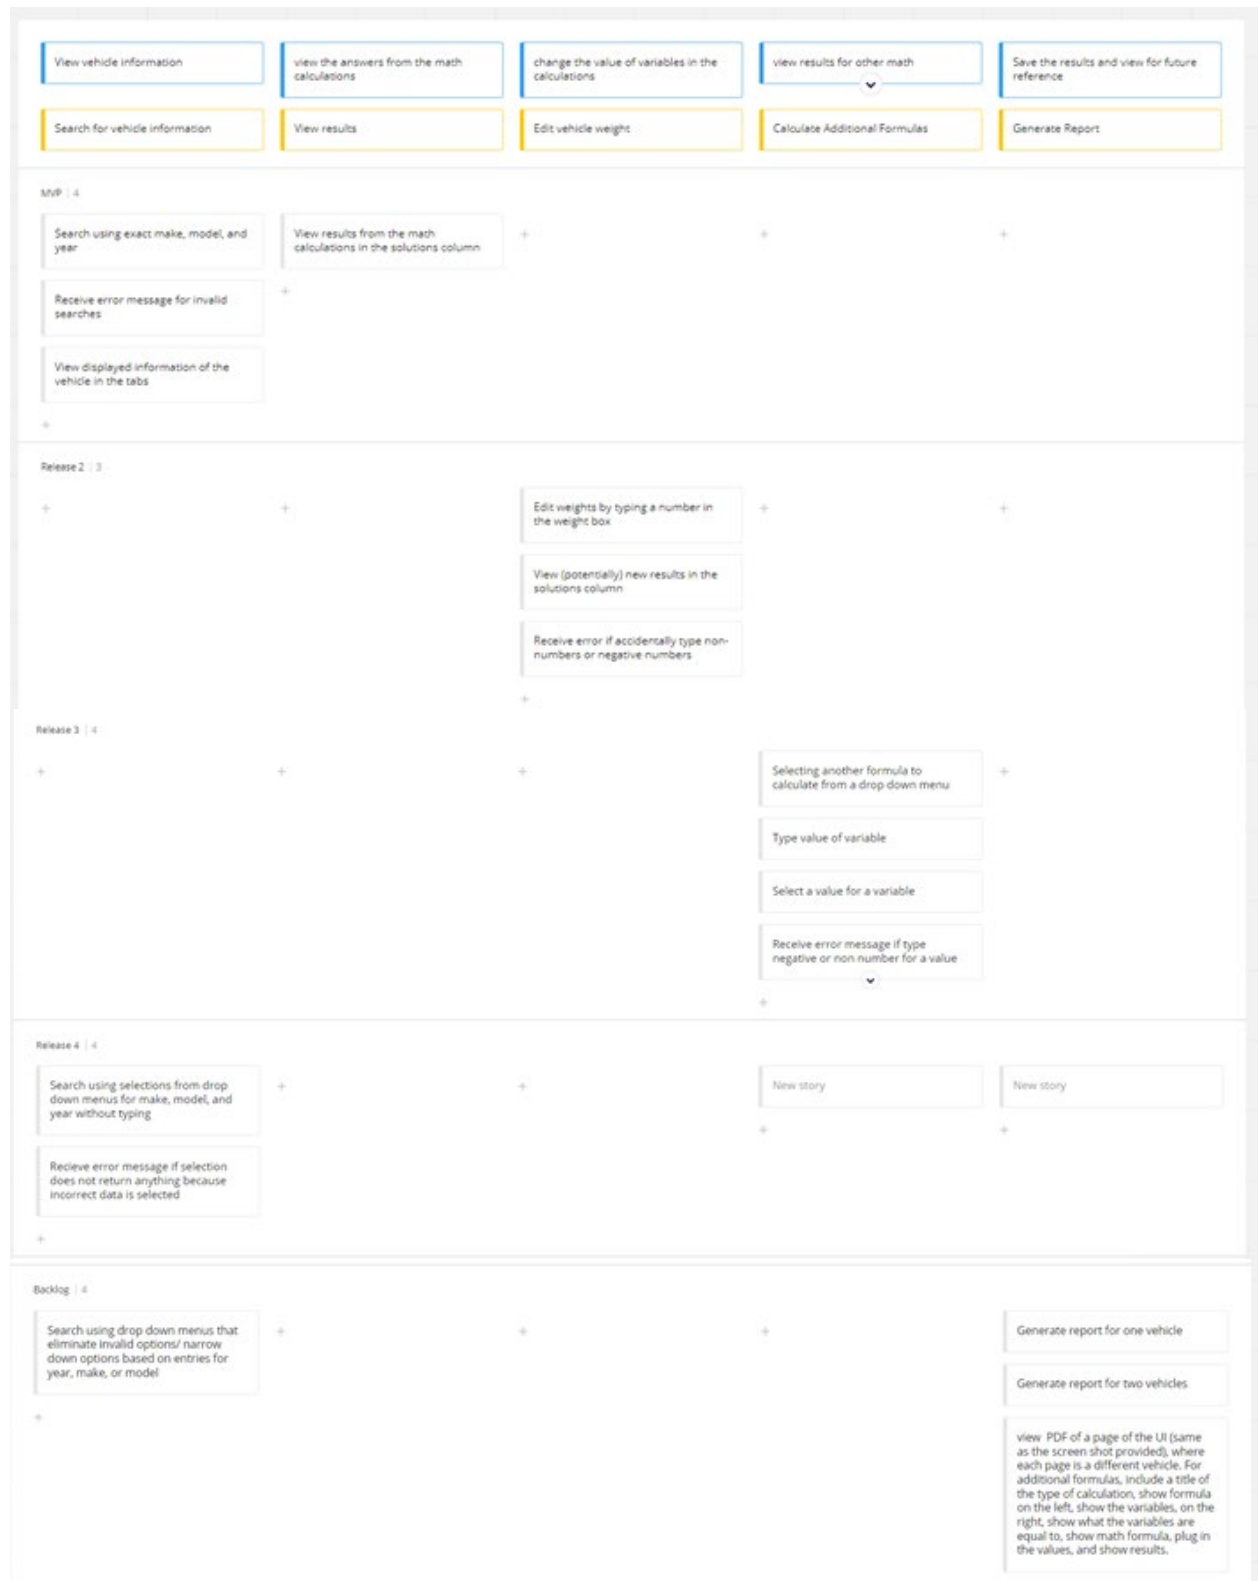 View vehicle information
view the answers from the math
calculations
change the value of variables in the
calculations
view results for other math
Save the results and view for future
reference
Search for vehicle information
View results
Edit vehicle weight
Calculate Additional Formulas
Generate Report
MVP | 4
Search using exact make, model, and
year
View results from the math
calculations in the solutions column
+
+
+
Receive error message for invalid
searches
+
View displayed information of the
vehicle in the tabs
+
Release 2 | 3
+
+
Edit weights by typing a number in
the weight box
+
+
View (potentially) new results in the
solutions column
Receive error if accidentally type non-
numbers or negative numbers
+
Release 3 | 4
+
+
+
Selecting another formula to
calculate from a drop down menu
+
Type value of variable
Select a value for a variable
Receive error message if type
negative or non number for a value
+
Release 4 | 4
Search using selections from drop
down menus for make, model, and
year without typing
+
+
New story
New story
+
+
Recieve error message if selection
does not return anything because
incorrect data is selected
+
Backlog | 4
Search using drop down menus that
eliminate invalid options/ narrow
down options based on entries for
year, make, or model
+
+
+
+
Generate report for one vehicle
Generate report for two vehicles
view PDF of a page of the UI (same
as the screen shot provided), where
each page is a different vehicle. For
additional formulas, include a title of
the type of calculation, show formula
on the left, show the variables, on the
right, show what the variables are
equal to, show math formula, plug in
the values, and show results.